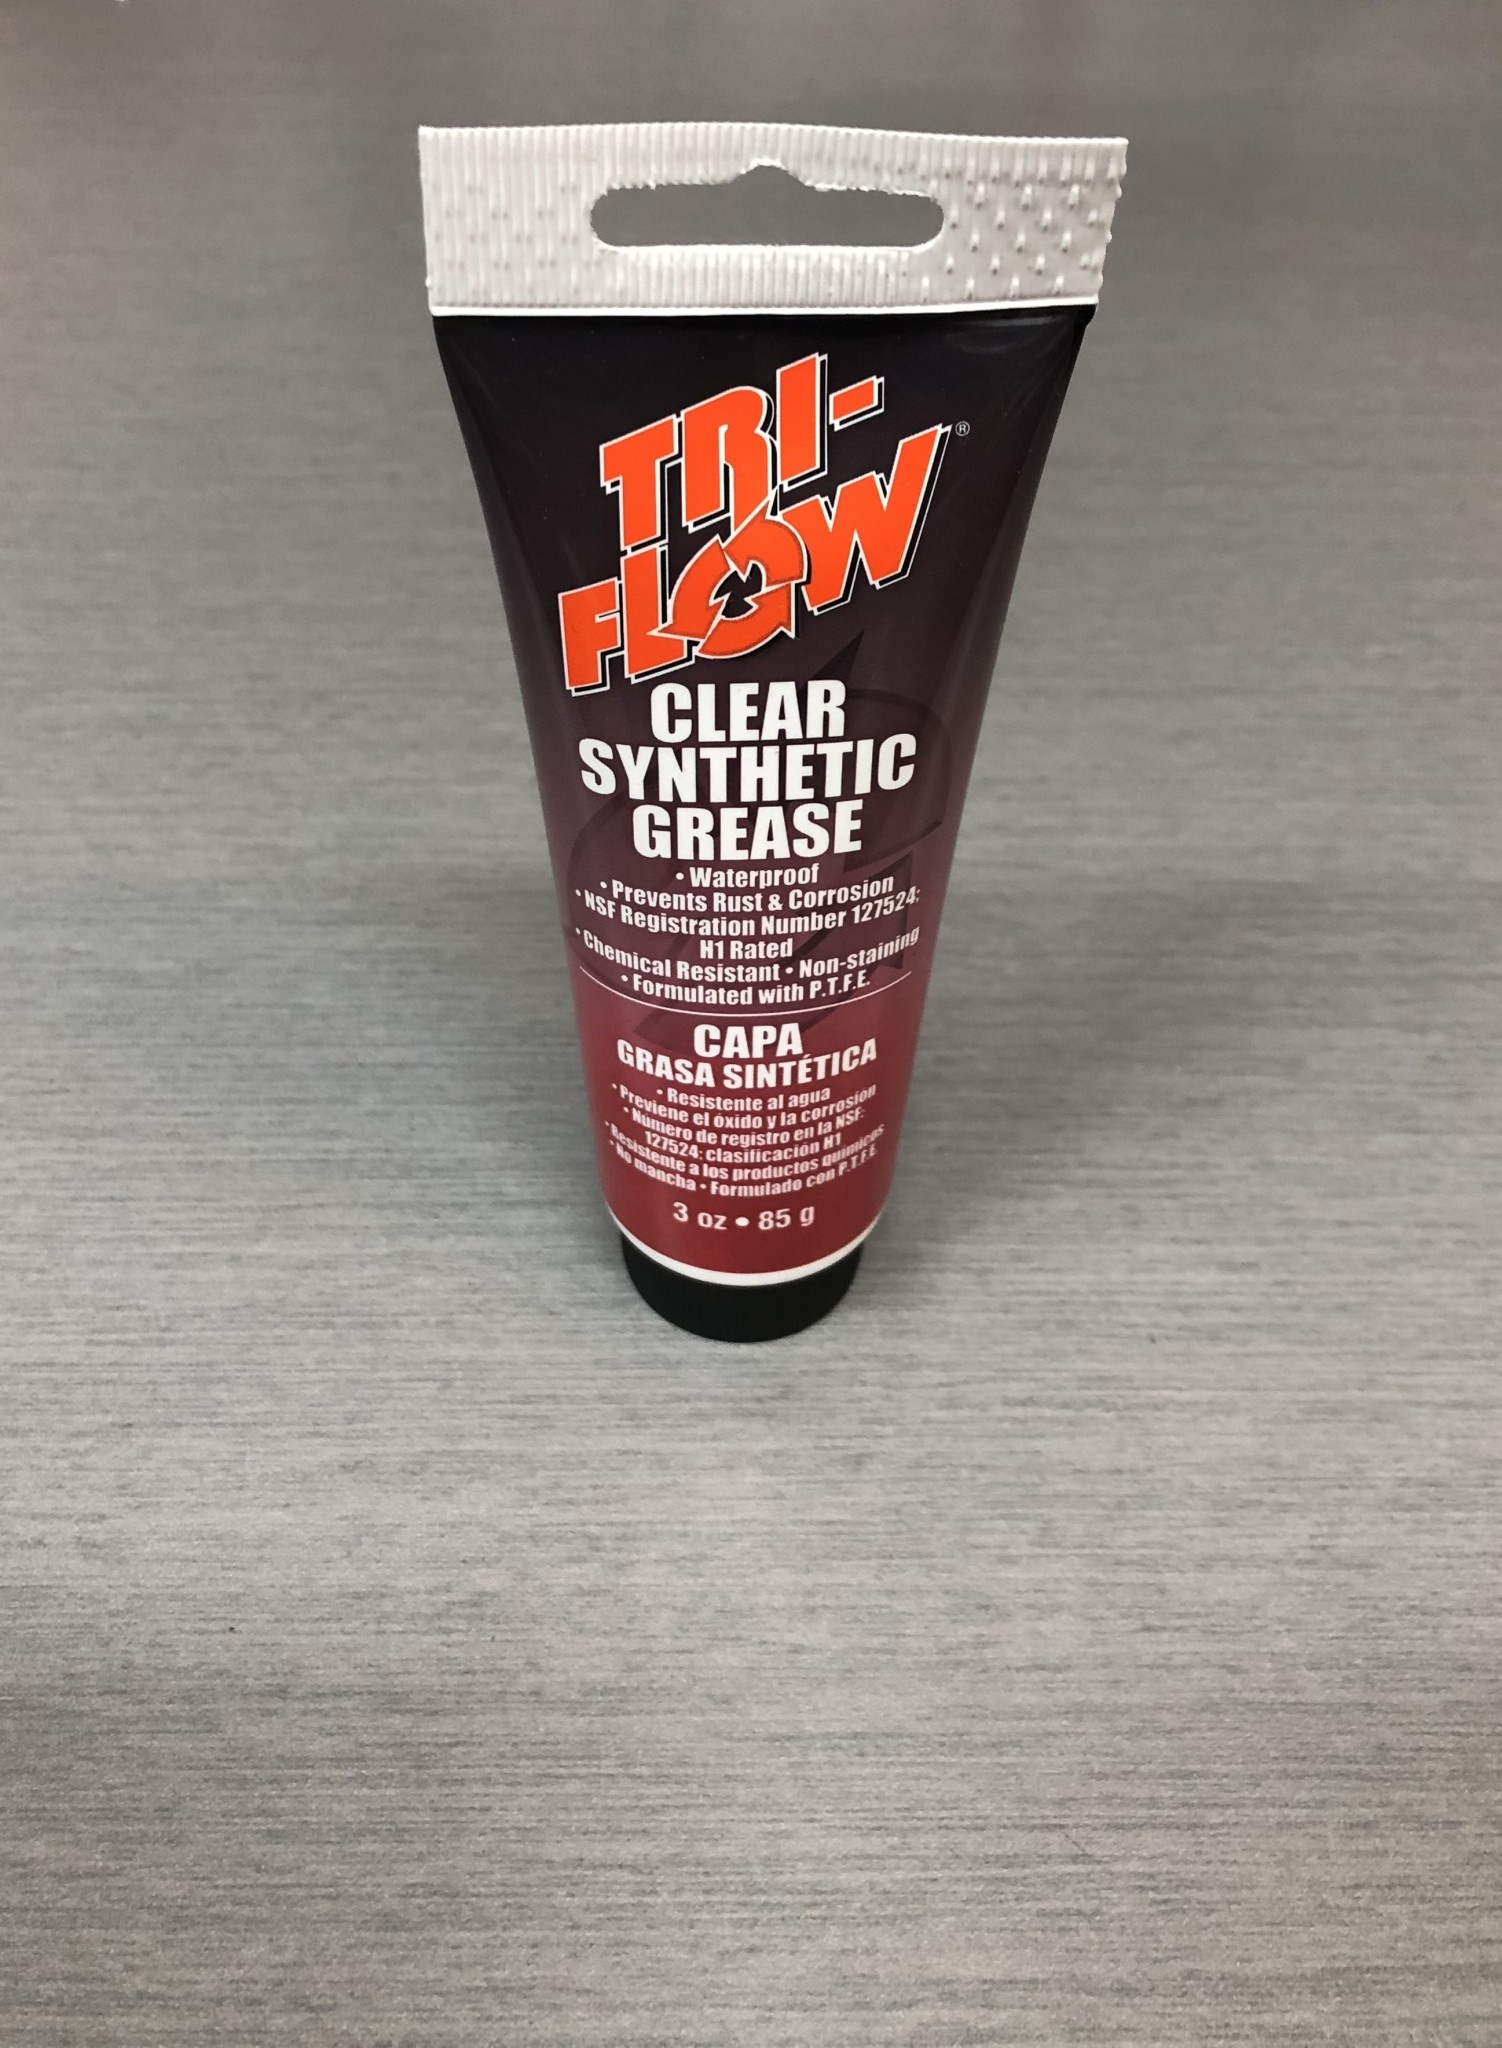 TRI-
FLOW®
CLEAR
SYNTHETIC
GREASE
• Waterproof
• Prevents Rust & Corrosion
• NSF Registration Number 127524;
H1 Rated
• Chemical Resistant • Non-staining
• Formulated with P.T.F.E.
CAPA
GRASA SINTÉTICA
• Resistente al agua
• Previene el óxido y la corrosión
• Número de registro en la NSF:
127524; clasificación H1
• Resistente a los productos químicos
• No mancha • Formulado con P.T.F.E.
3 oz • 85 g